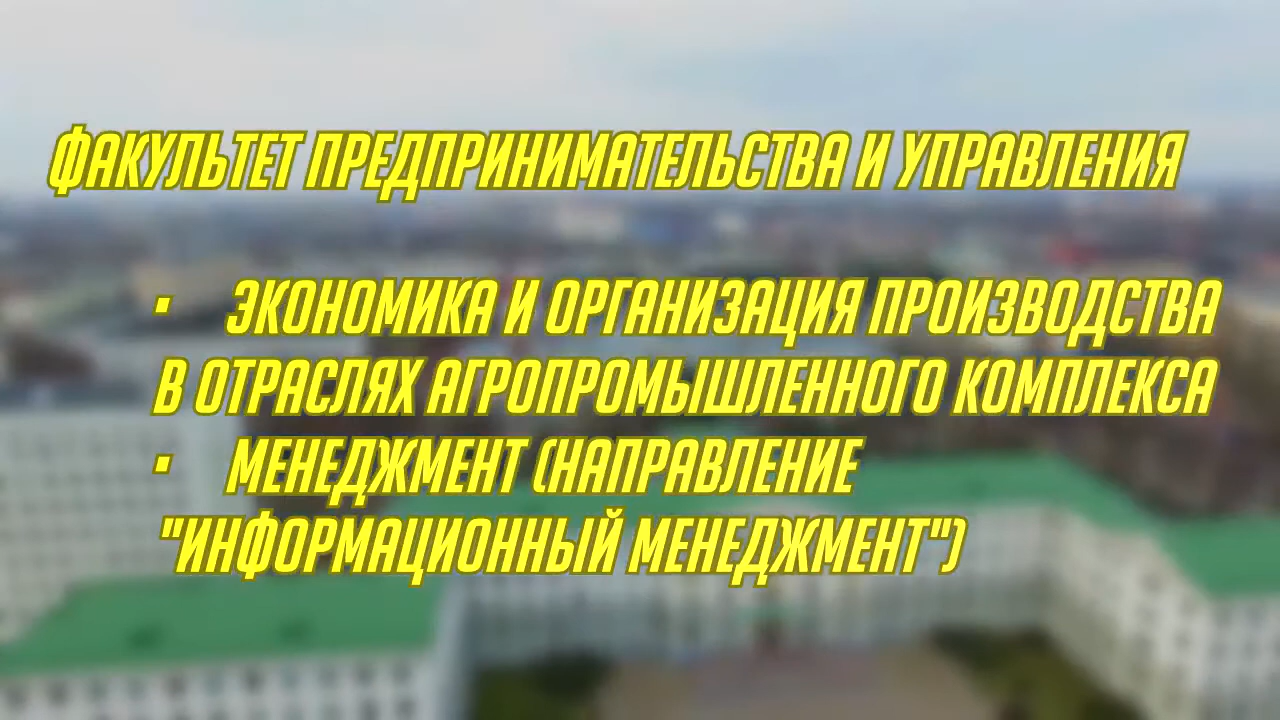 ФАКУЛЬТЕТ ПРЕДПРИНИМАТЕЛЬСТВА И УПРАВЛЕНИЯ
• ЭКОНОМИКА И ОРГАНИЗАЦИЯ ПРОИЗВОДСТВА
В ОТРАСЛЯХ АГРОПРОМЫШЛЕННОГО КОМПЛЕКСА
• МЕНЕДЖМЕНТ (НАПРАВЛЕНИЕ
"ИНФОРМАЦИОННЫЙ МЕНЕДЖМЕНТ")